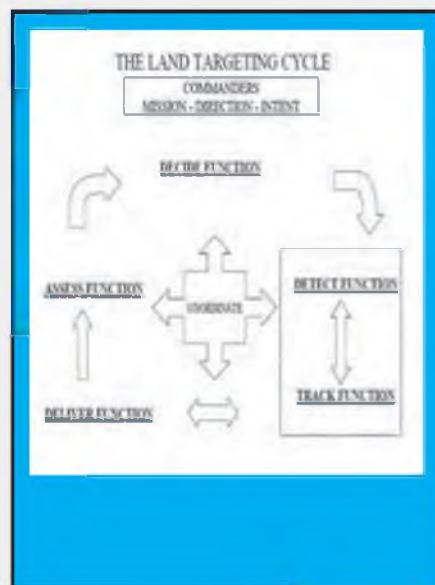 THE LAND TARGETING CYCLE
COMMANDERS
MISSION - DIRECTION - INTENT
DECIDE FUNCTION
ASSESS FUNCTION
COORDINATE
DETECT FUNCTION
DELIVER FUNCTION
TRACK FUNCTION